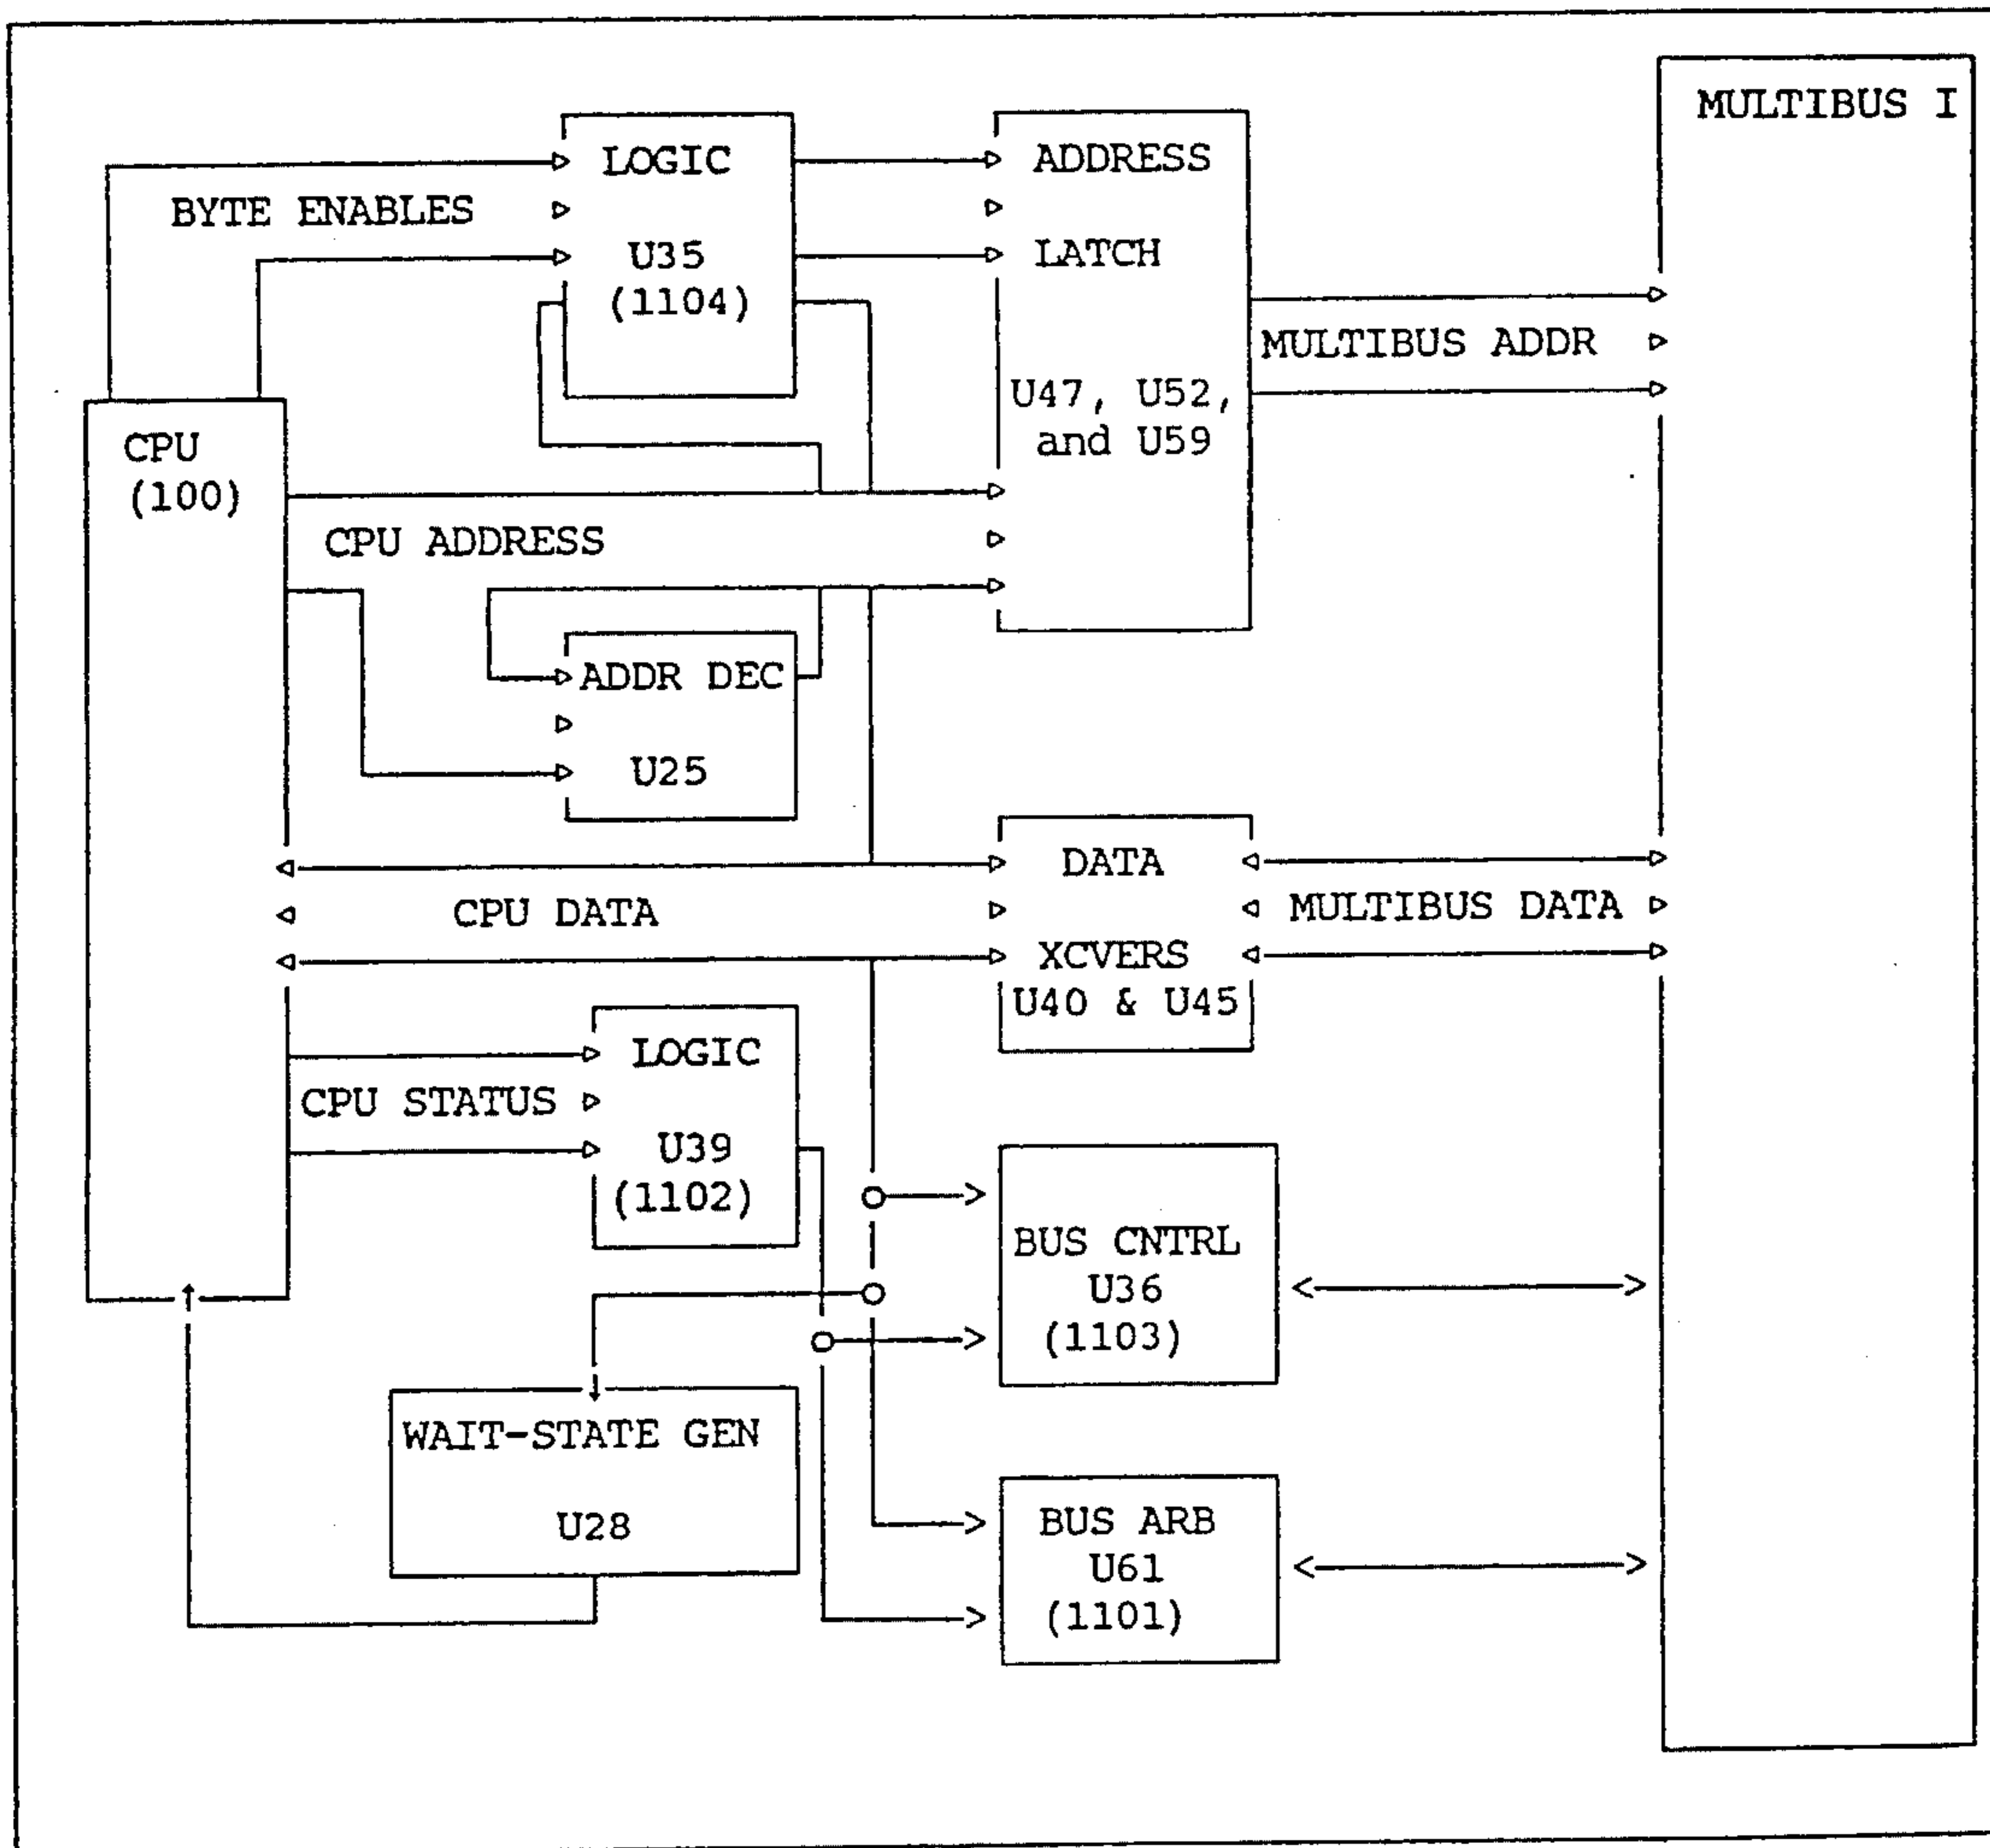 MULTIBUS I
LOGIC
U35
(1104)
BYTE ENABLES
ADDRESS
LATCH
U47, U52,
and U59
MULTIBUS ADDR
CPU
(100)
CPU ADDRESS
ADDR DEC
U25
CPU DATA
DATA
XCVERS
U40 & U45
MULTIBUS DATA
CPU STATUS
LOGIC
U39
(1102)
BUS CNTRL
U36
(1103)
WAIT-STATE GEN
U28
BUS ARB
U61
(1101)